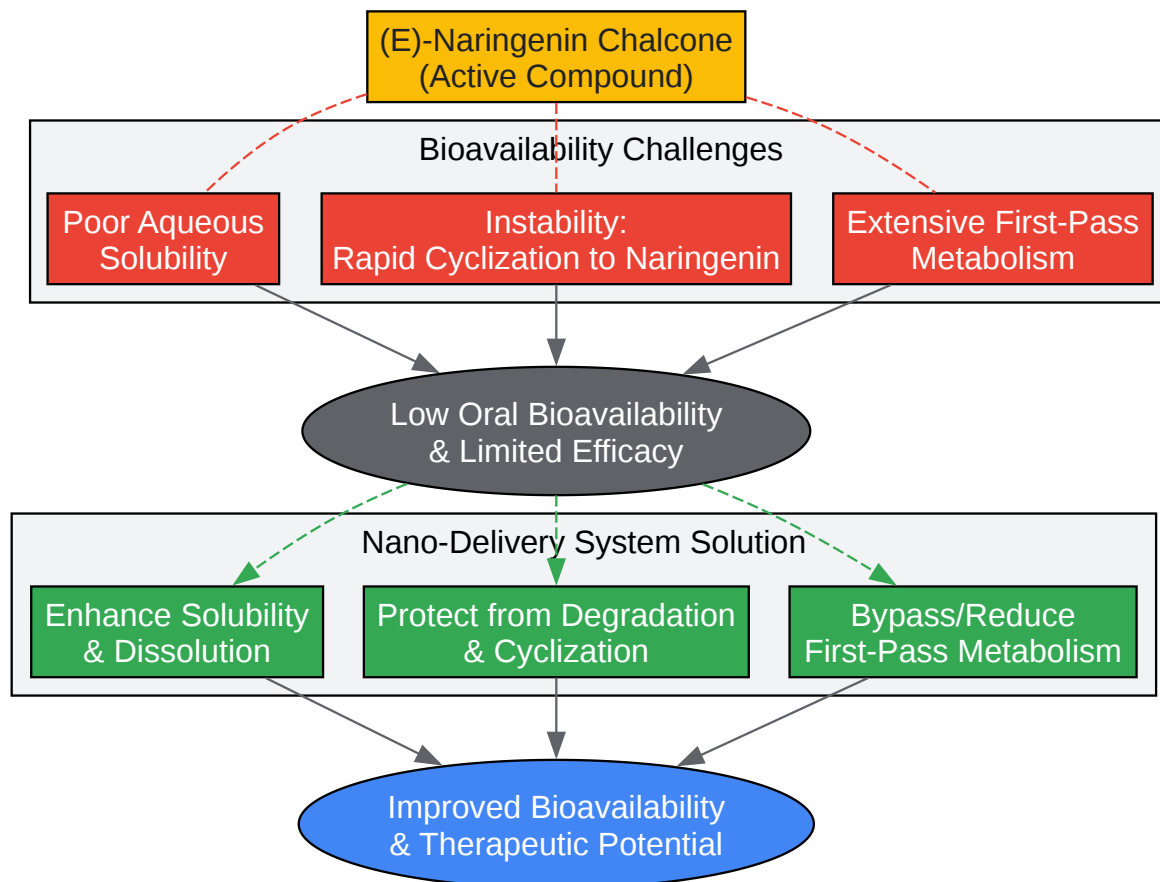 (E)-Naringenin Chalcone
(Active Compound)
Bioavailability Challenges
Poor Aqueous
Solubility
Instability:
Rapid Cyclization to Naringenin
Extensive First-Pass
Metabolism
Low Oral Bioavailability
& Limited Efficacy
Nano-Delivery System Solution
Enhance Solubility
& Dissolution
Protect from Degradation
& Cyclization
Bypass/Reduce
First-Pass Metabolism
Improved Bioavailability
& Therapeutic Potential